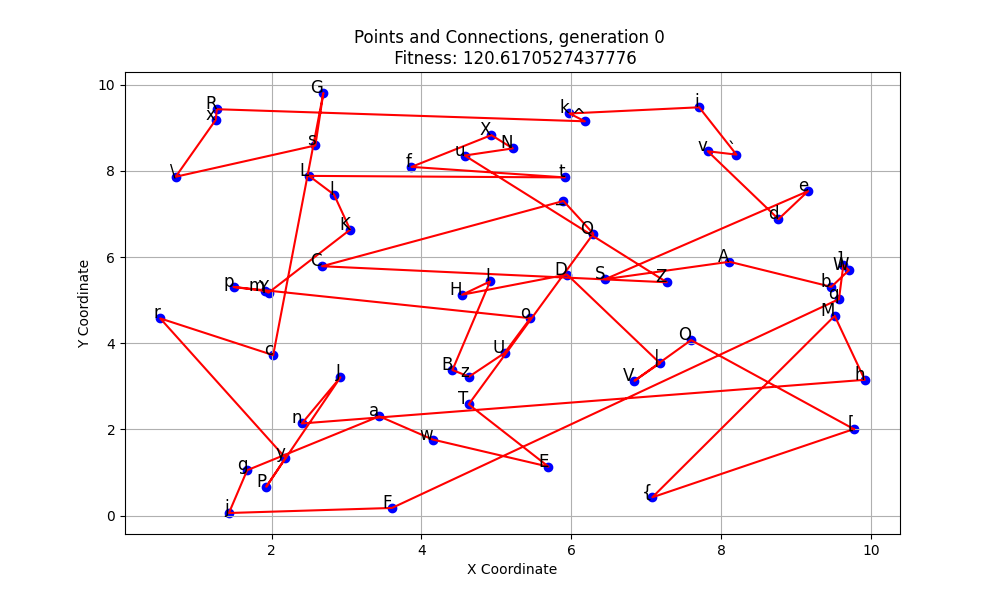 Points and Connections, generation 0
Fitness: 120.6170527437776
10
8
6
4
2
0
Y Coordinate
2
4
6
8
10
X Coordinate
G
R
x
k
^
i
s
X
N
u
v
`
\
f
L
t
e
K
d
C
D
S
Z
A
b
p
m
H
M
r
o
c
U
Q
B
z
V
h
J
T
n
a
w
[
y
E
g
P
{
F